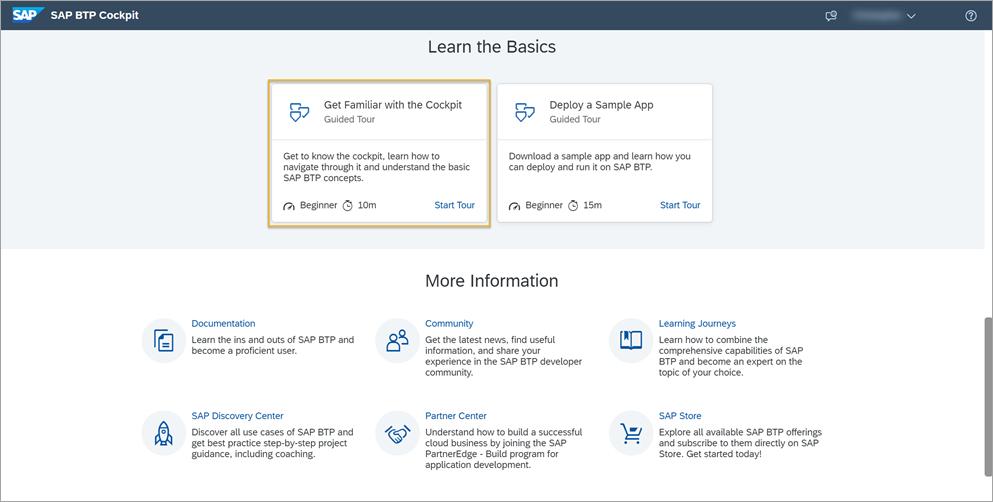 SAP SAP BTP Cockpit
Learn the Basics
Get Familiar with the Cockpit
Guided Tour
Get to know the cockpit, learn how to
navigate through it and understand the basic
SAP BTP concepts.
Beginner 10m Start Tour
Deploy a Sample App
Guided Tour
Download a sample app and learn how you
can deploy and run it on SAP BTP.
Beginner 15m Start Tour
More Information
Documentation
Learn the ins and outs of SAP BTP and
become a proficient user.
Community
Get the latest news, find useful
information, and share your
experience in the SAP BTP developer
community.
Learning Journeys
Learn how to combine the
comprehensive capabilities of SAP
BTP and become an expert on the
topic of your choice.
SAP Discovery Center
Discover all use cases of SAP BTP and
get best practice step-by-step project
guidance, including coaching.
Partner Center
Understand how to build a successful
cloud business by joining the SAP
PartnerEdge - Build program for
application development.
SAP Store
Explore all available SAP BTP offerings
and subscribe to them directly on SAP
Store. Get started today!